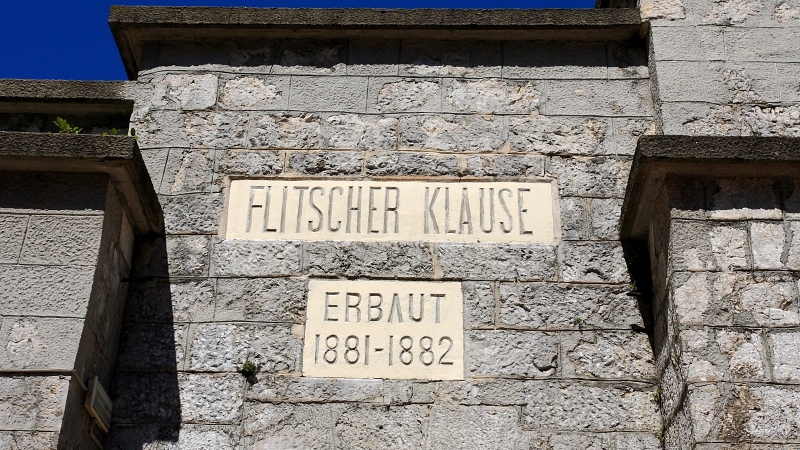 FLITSCHER KLAUSE
ERBAUT
1881-1882